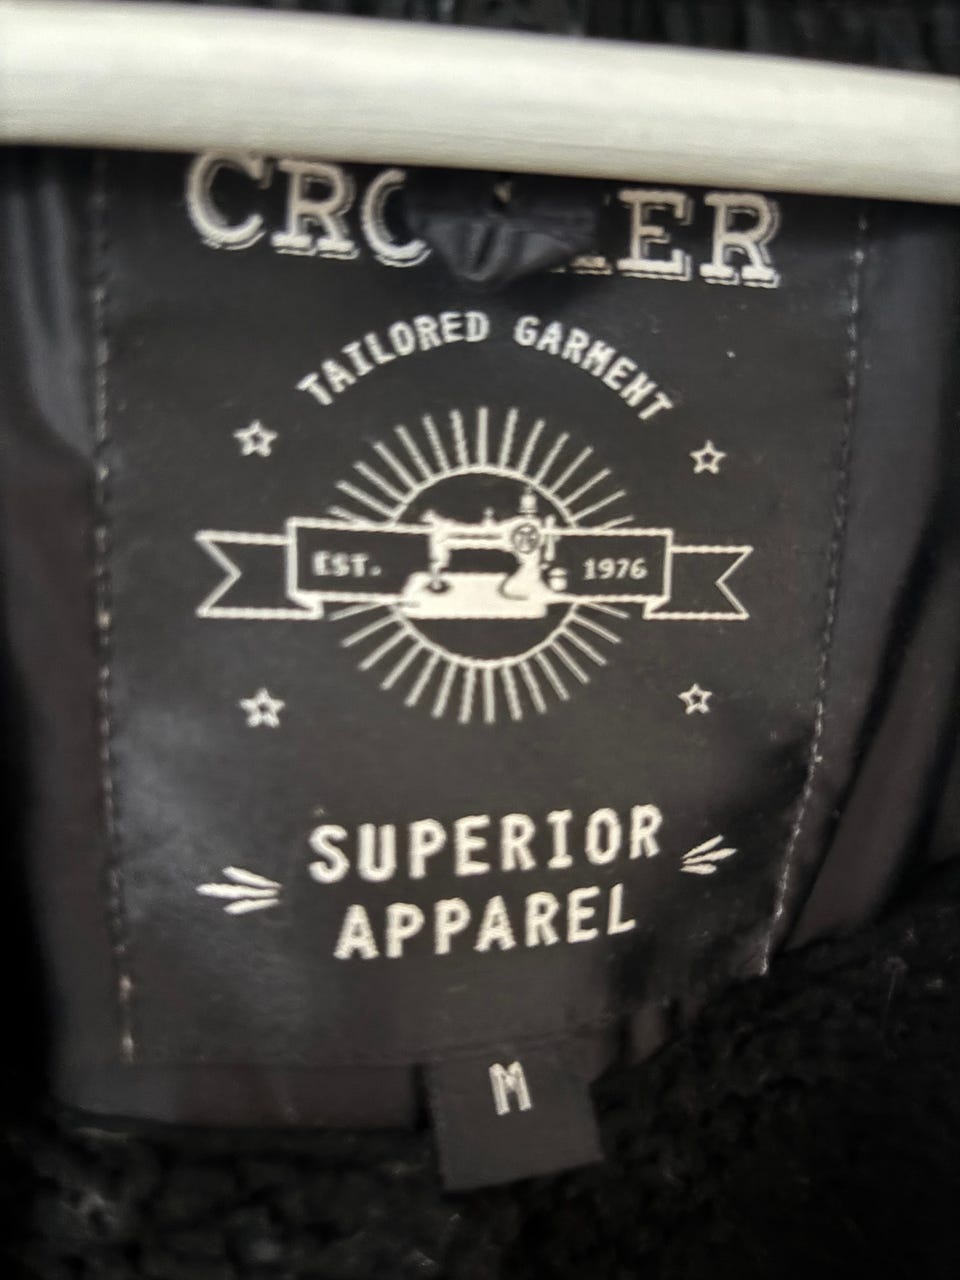 TAILORED GARMENT
EST. 1976
SUPERIOR
APPAREL
M